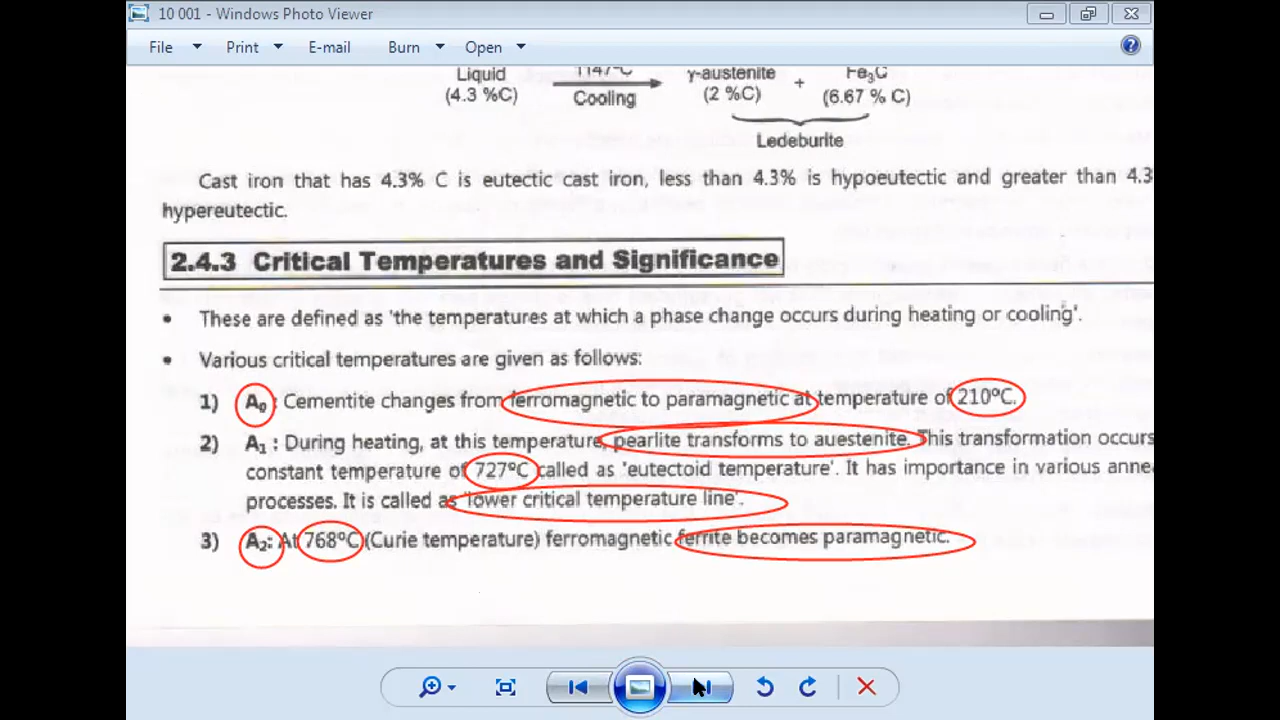 10 001 - Windows Photo Viewer
File Print E-mail Burn Open
Liquid 1147°C γ-austenite + Fe₃C
(4.3 %C) Cooling (2 %C) (6.67 % C)
Ledeburite
Cast iron that has 4.3% C is eutectic cast iron, less than 4.3% is hypoeutectic and greater than 4.3
hypereutectic.
2.4.3 Critical Temperatures and Significance
• These are defined as 'the temperatures at which a phase change occurs during heating or cooling'.
• Various critical temperatures are given as follows:
1) A₀ : Cementite changes from ferromagnetic to paramagnetic at temperature of 210ºC.
2) A₁ : During heating, at this temperature, pearlite transforms to auestenite. This transformation occurs
constant temperature of 727ºC called as 'eutectoid temperature'. It has importance in various annea
processes. It is called as 'lower critical temperature line'.
3) A₂: At 768ºC (Curie temperature) ferromagnetic ferrite becomes paramagnetic.